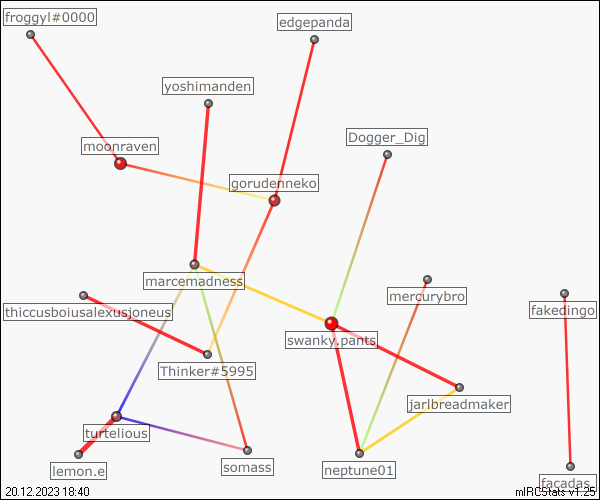 froggyl#0000
edgepanda
yoshimanden
Dogger_Dig
moonraven
gorudenneko
marcemadness
mercurybro
thiccusboiusalexusjoneus
fakedingo
swanky.pants
Thinker#5995
jarlbreadmaker
turtelious
lemon.e
somass
neptune01
facadas_
20.12.2023 18:40
mIRCStats v1.25